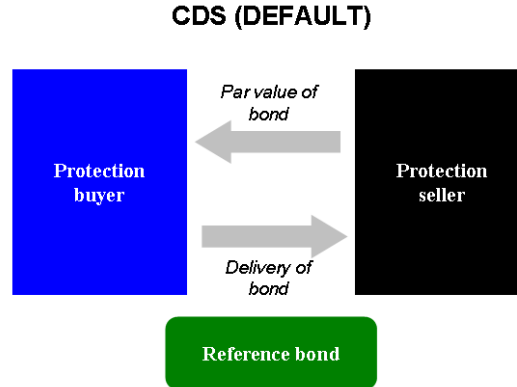 CDS (DEFAULT)
Par value of
bond
Protection
buyer
Protection
seller
Delivery of
bond
Reference bond